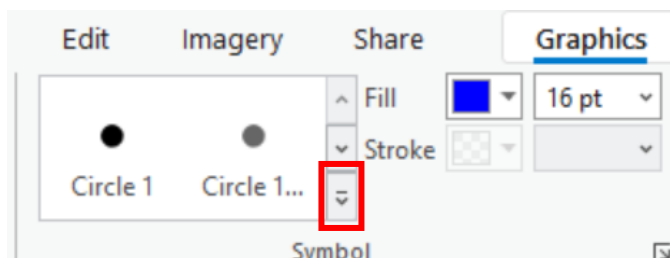 Edit Imagery Share Graphics
Fill 16 pt
Stroke
Circle 1 Circle 1...
Symbol